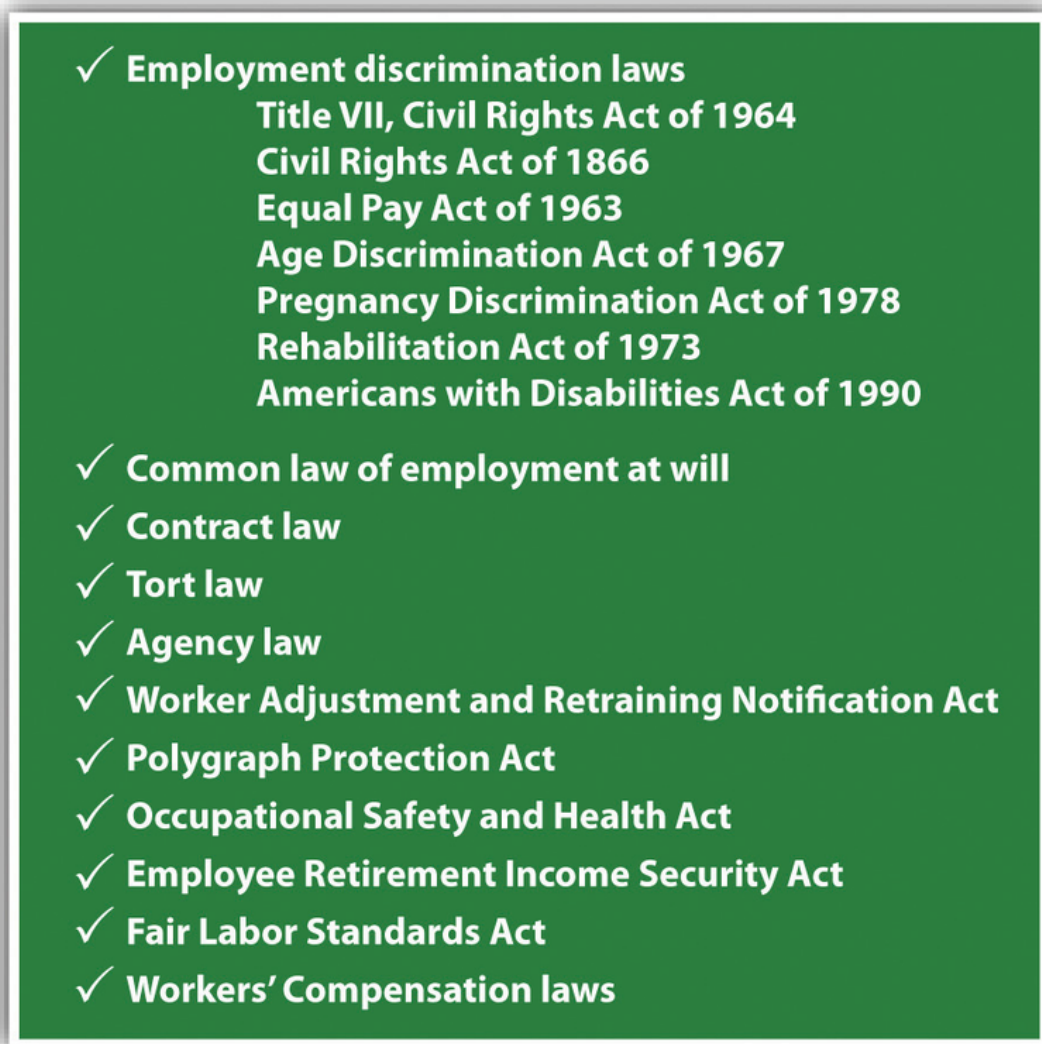 ✓ Employment discrimination laws
Title VII, Civil Rights Act of 1964
Civil Rights Act of 1866
Equal Pay Act of 1963
Age Discrimination Act of 1967
Pregnancy Discrimination Act of 1978
Rehabilitation Act of 1973
Americans with Disabilities Act of 1990
✓ Common law of employment at will
✓ Contract law
✓ Tort law
✓ Agency law
✓ Worker Adjustment and Retraining Notification Act
✓ Polygraph Protection Act
✓ Occupational Safety and Health Act
✓ Employee Retirement Income Security Act
✓ Fair Labor Standards Act
✓ Workers’ Compensation laws